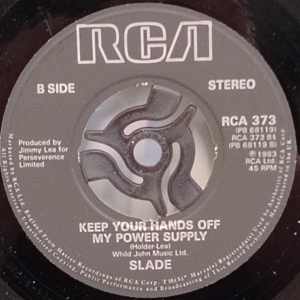 RCA
B SIDE
STEREO
Produced by
Jimmy Lea for
Perseverence
Limited
RCA 373
(PB 68119)
RCA 373 B
(PB 68119 B)
℗ 1983
RCA Ltd.
45 RPM
KEEP YOUR HANDS OFF
MY POWER SUPPLY
(Holder-Lea)
Whild John Music Ltd.
SLADE